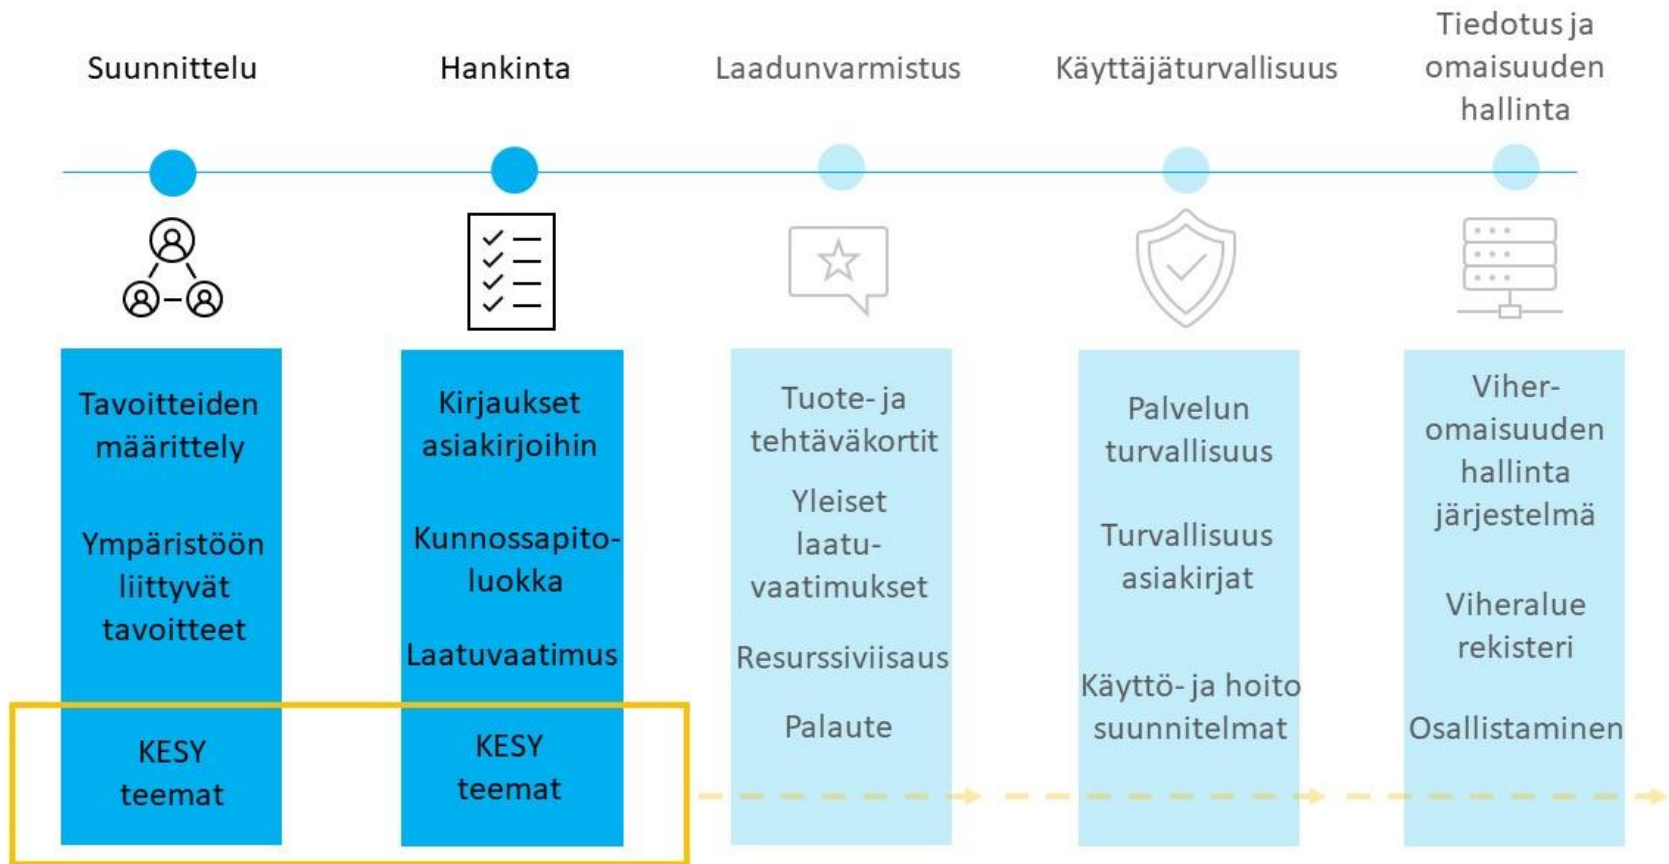 Suunnittelu
Hankinta
Laadunvarmistus
Käyttäjäturvallisuus
Tiedotus ja
omaisuuden
hallinta
Tavoitteiden
määrittely
Ympäristöön
liittyvät
tavoitteet
KESY
teemat
Kirjaukset
asiakirjoihin
Kunnossapito-
luokka
Laatuvaatimus
KESY
teemat
Tuote- ja
tehtäväkortit
Yleiset
laatu-
vaatimukset
Resurssiviisaus
Palaute
Palvelun
turvallisuus
Turvallisuus
asiakirjat
Käyttö- ja hoito
suunnitelmat
Viher-
omaisuuden
hallinta
järjestelmä
Viheralue
rekisteri
Osallistaminen